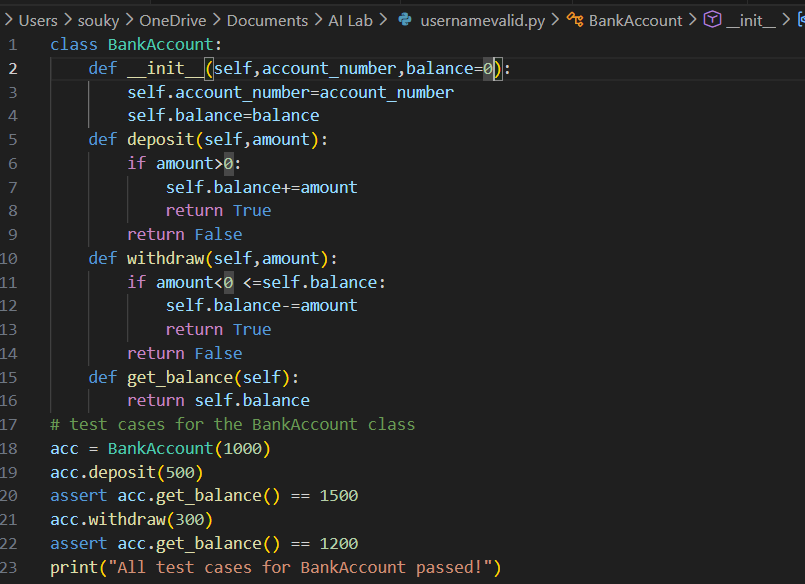 > Users > souky > OneDrive > Documents > AI Lab > usernamevalid.py > BankAccount > __init__ >
1 class BankAccount:
2     def __init__(self,account_number,balance=0):
3         self.account_number=account_number
4         self.balance=balance
5     def deposit(self,amount):
6         if amount>0:
7             self.balance+=amount
8             return True
9         return False
10     def withdraw(self,amount):
11         if amount<0 <=self.balance:
12             self.balance-=amount
13             return True
14         return False
15     def get_balance(self):
16         return self.balance
17 # test cases for the BankAccount class
18 acc = BankAccount(1000)
19 acc.deposit(500)
20 assert acc.get_balance() == 1500
21 acc.withdraw(300)
22 assert acc.get_balance() == 1200
23 print("All test cases for BankAccount passed!")